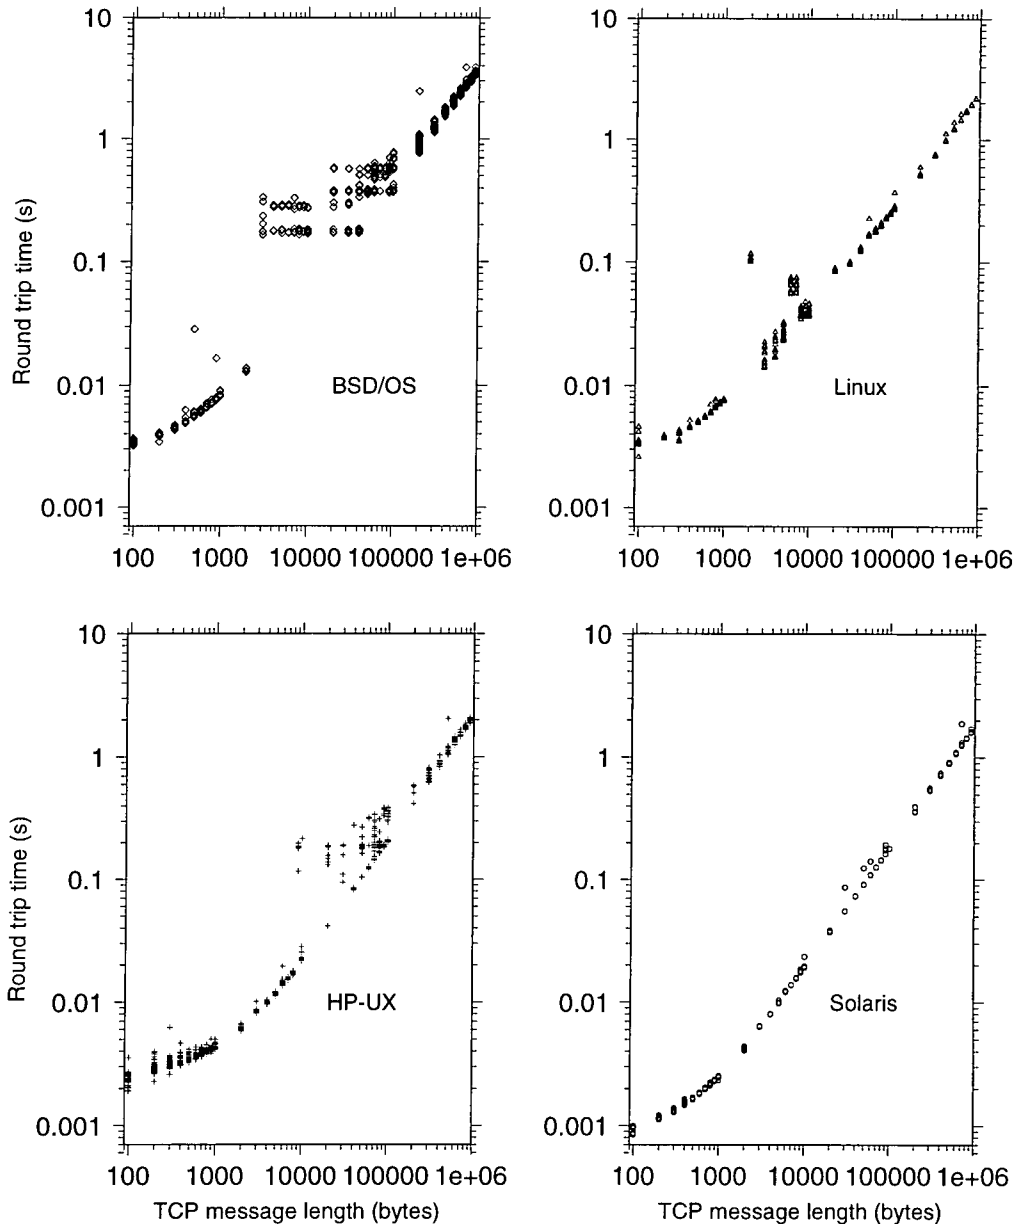 10
1
0.1
0.01
0.001
Round trip time (s)
BSD/OS
100 1000 10000 100000 1e+06
10
1
0.1
0.01
0.001
Linux
100 1000 10000 100000 1e+06
10
1
0.1
0.01
0.001
Round trip time (s)
HP-UX
100 1000 10000 100000 1e+06
TCP message length (bytes)
10
1
0.1
0.01
0.001
Solaris
100 1000 10000 100000 1e+06
TCP message length (bytes)